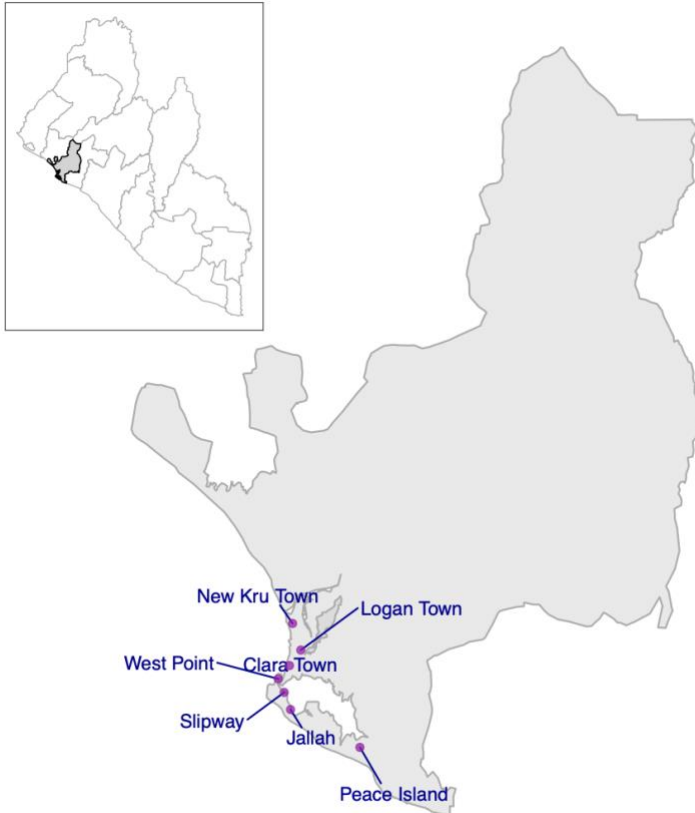 New Kru Town
Logan Town
West Point
Clara Town
Slipway
Jallah
Peace Island